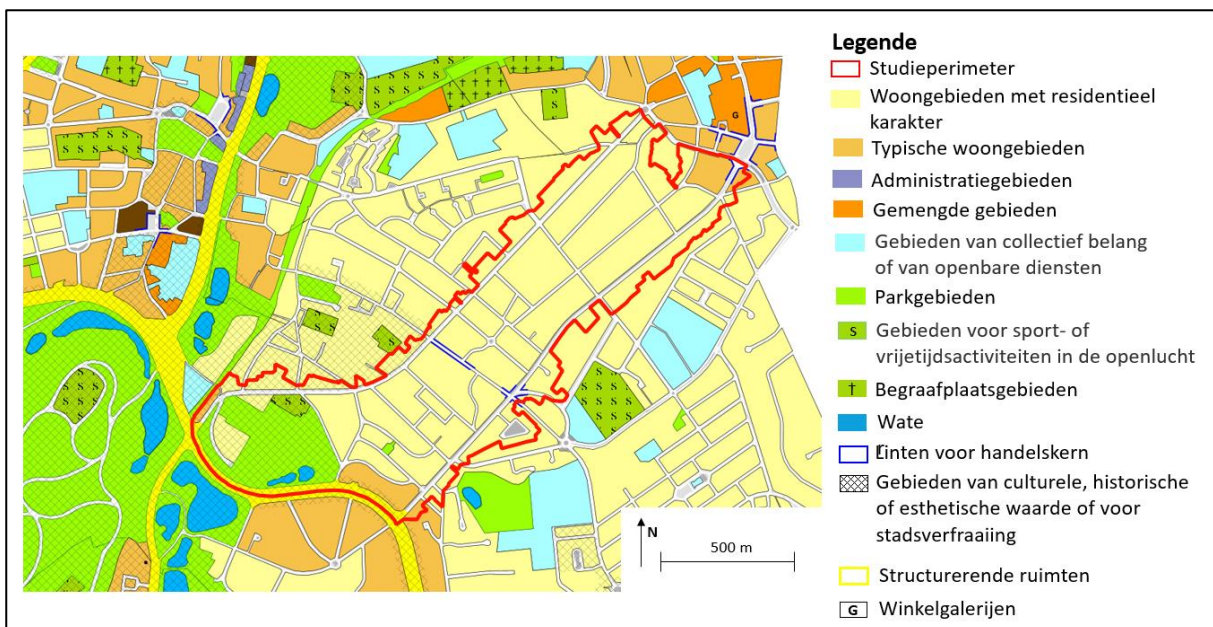 Legende
Studieperimeter
Woongebieden met residentieel
karakter
Typische woongebieden
Administratiegebieden
Gemengde gebieden
Gebieden van collectief belang
of van openbare diensten
Parkgebieden
S Gebieden voor sport- of
vrijetijdsactiviteiten in de openlucht
† Begraafplaatsgebieden
Wate
Linten voor handelskern
Gebieden van culturele, historische
of esthetische waarde of voor
stadsverfraaiing
Structurerende ruimten
G Winkelgalerijen
G
N
500 m